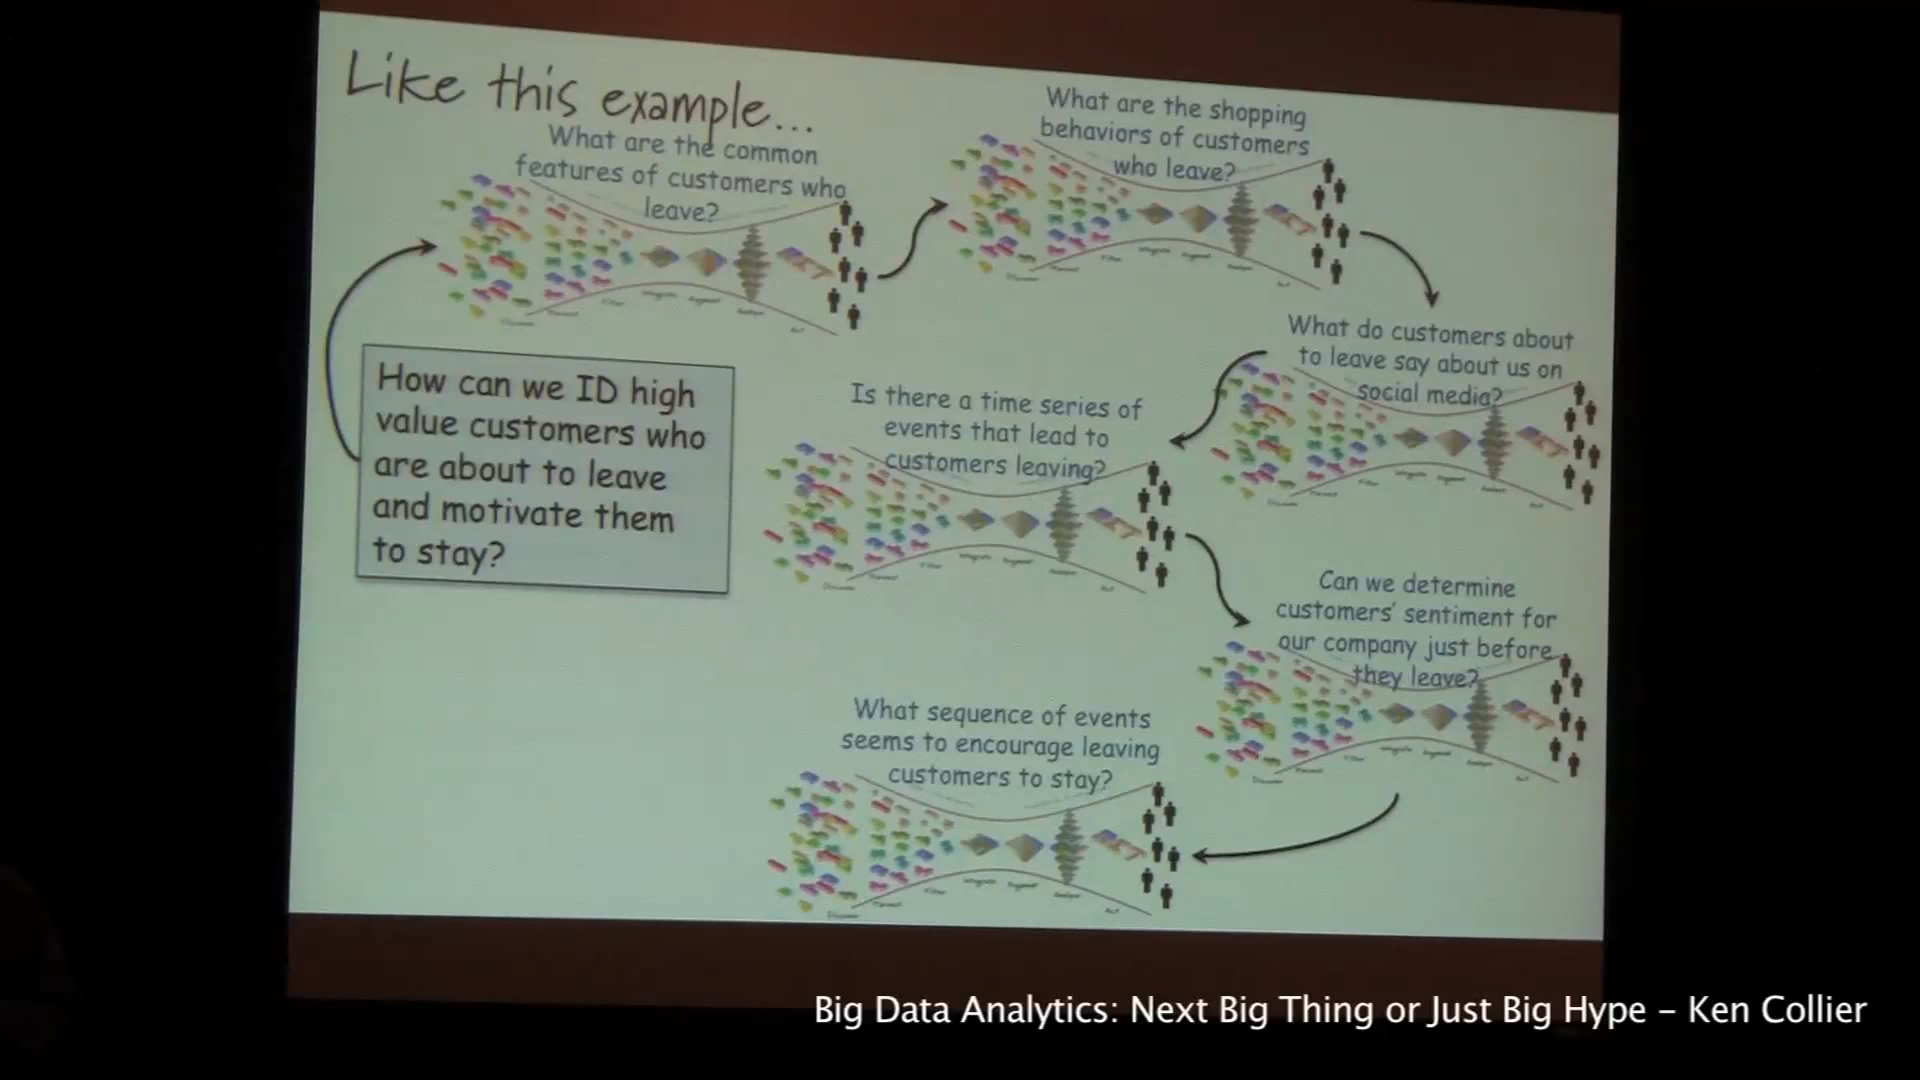 Like this example...
What are the common
features of customers who
leave?
What are the shopping
behaviors of customers
who leave?
What do customers about
to leave say about us on
social media?
How can we ID high
value customers who
are about to leave
and motivate them
to stay?
Is there a time series of
events that lead to
customers leaving?
Can we determine
customers' sentiment for
our company just before
they leave?
What sequence of events
seems to encourage leaving
customers to stay?
Big Data Analytics: Next Big Thing or Just Big Hype – Ken Collier